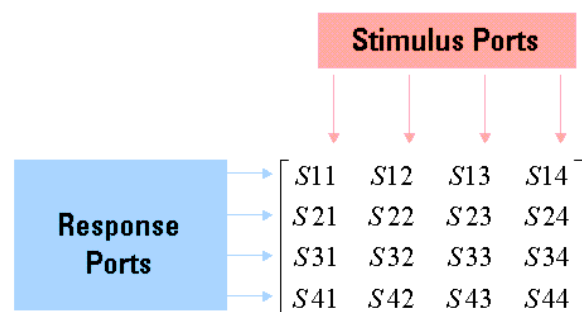 Stimulus Ports
Response
Ports
S11 S12 S13 S14
S21 S22 S23 S24
S31 S32 S33 S34
S41 S42 S43 S44